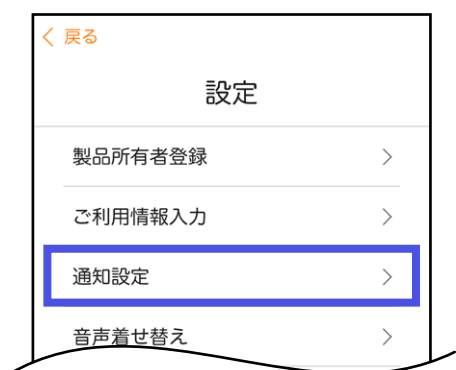 戻る
設定
製品所有者登録
ご利用情報入力
通知設定
音声着せ替え